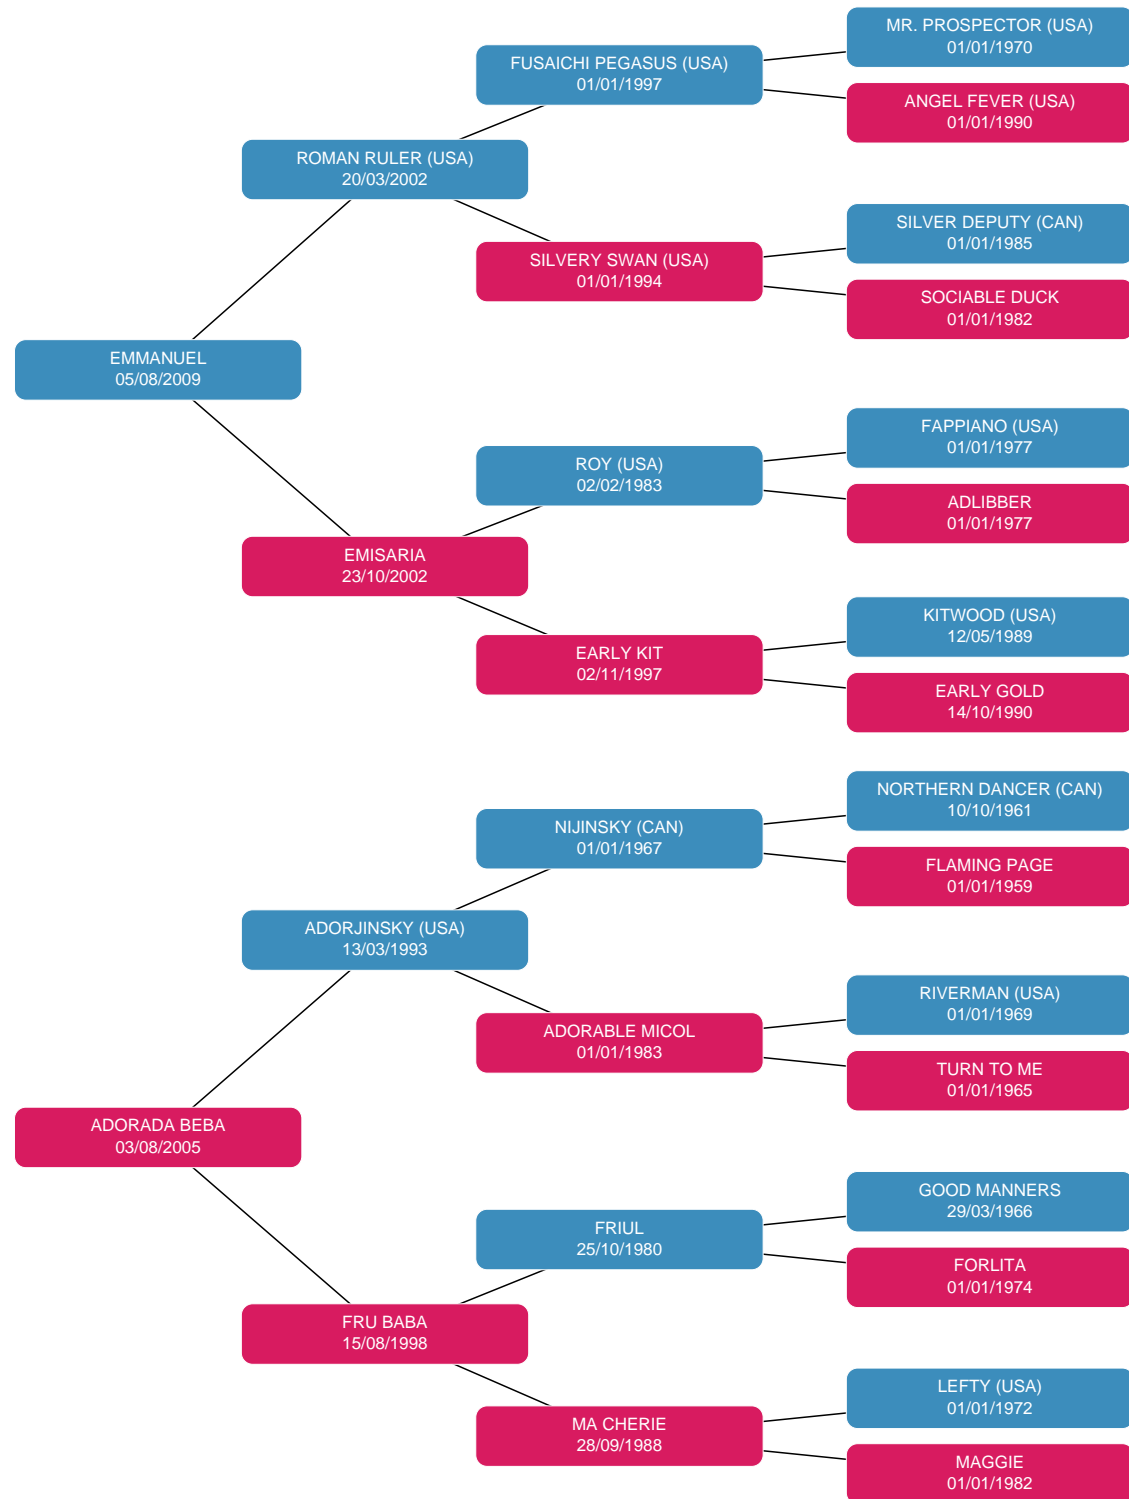 MR. PROSPECTOR (USA)
01/01/1970
FUSAICHI PEGASUS (USA)
01/01/1997
ANGEL FEVER (USA)
01/01/1990
ROMAN RULER (USA)
20/03/2002
SILVER DEPUTY (CAN)
01/01/1985
SILVERY SWAN (USA)
01/01/1994
SOCIABLE DUCK
01/01/1982
EMMANUEL
05/08/2009
FAPPIANO (USA)
01/01/1977
ROY (USA)
02/02/1983
ADLIBBER
01/01/1977
EMISARIA
23/10/2002
KITWOOD (USA)
12/05/1989
EARLY KIT
02/11/1997
EARLY GOLD
14/10/1990
NORTHERN DANCER (CAN)
10/10/1961
NIJINSKY (CAN)
01/01/1967
FLAMING PAGE
01/01/1959
ADORJINSKY (USA)
13/03/1993
RIVERMAN (USA)
01/01/1969
ADORABLE MICOL
01/01/1983
TURN TO ME
01/01/1965
ADORADA BEBA
03/08/2005
GOOD MANNERS
29/03/1966
FRIUL
25/10/1980
FORLITA
01/01/1974
FRU BABA
15/08/1998
LEFTY (USA)
01/01/1972
MA CHERIE
28/09/1988
MAGGIE
01/01/1982